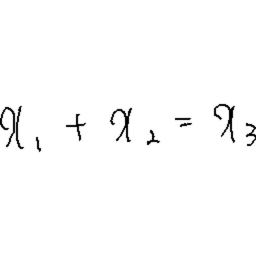 x₁ + x₂ = x₃